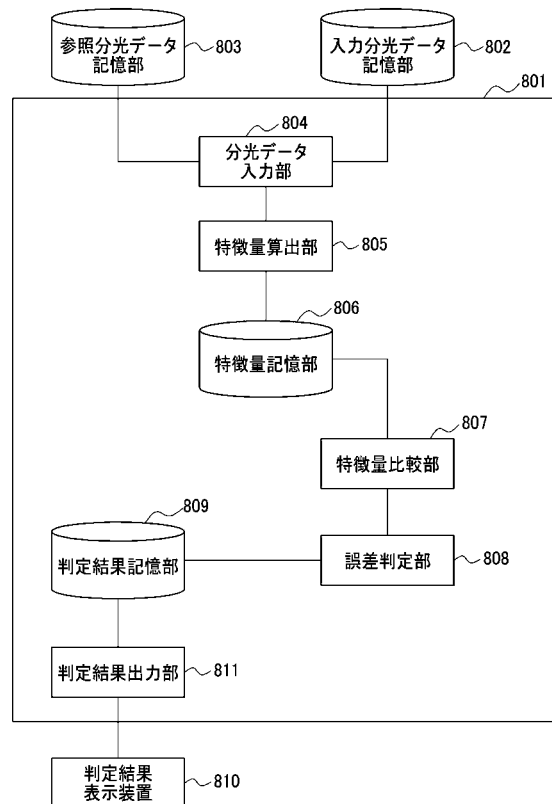 参照分光データ
記憶部
803
入力分光データ
記憶部
802
801
804
分光データ
入力部
特徴量算出部
805
806
特徴量記憶部
807
特徴量比較部
809
判定結果記憶部
誤差判定部
808
判定結果出力部
811
判定結果
表示装置
810